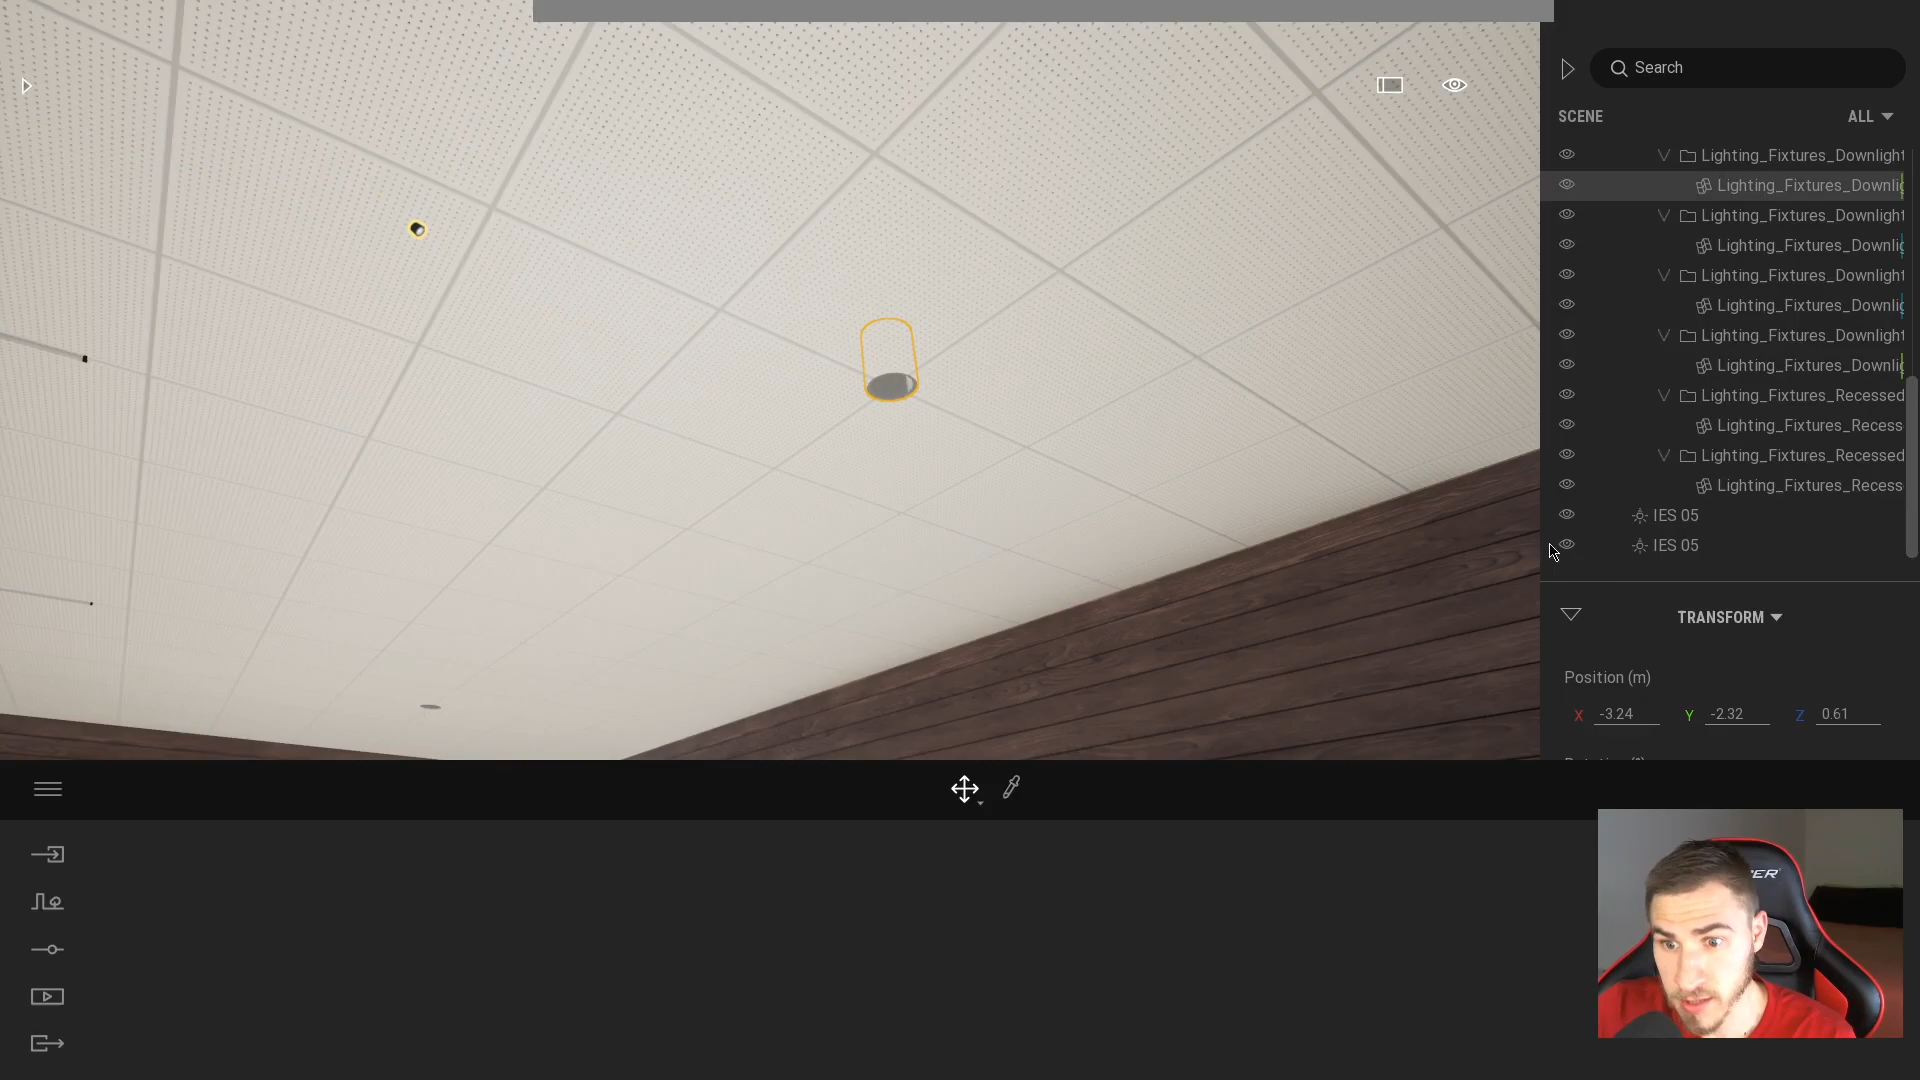 Search
SCENE
ALL
Lighting_Fixtures_Downlight
Lighting_Fixtures_Downlig
Lighting_Fixtures_Downlight
Lighting_Fixtures_Downlig
Lighting_Fixtures_Downlight
Lighting_Fixtures_Downlig
Lighting_Fixtures_Downlight
Lighting_Fixtures_Downlig
Lighting_Fixtures_Recessed
Lighting_Fixtures_Recess
Lighting_Fixtures_Recessed
Lighting_Fixtures_Recess
IES 05
IES 05
TRANSFORM
Position (m)
X -3.24 Y -2.32 Z 0.61